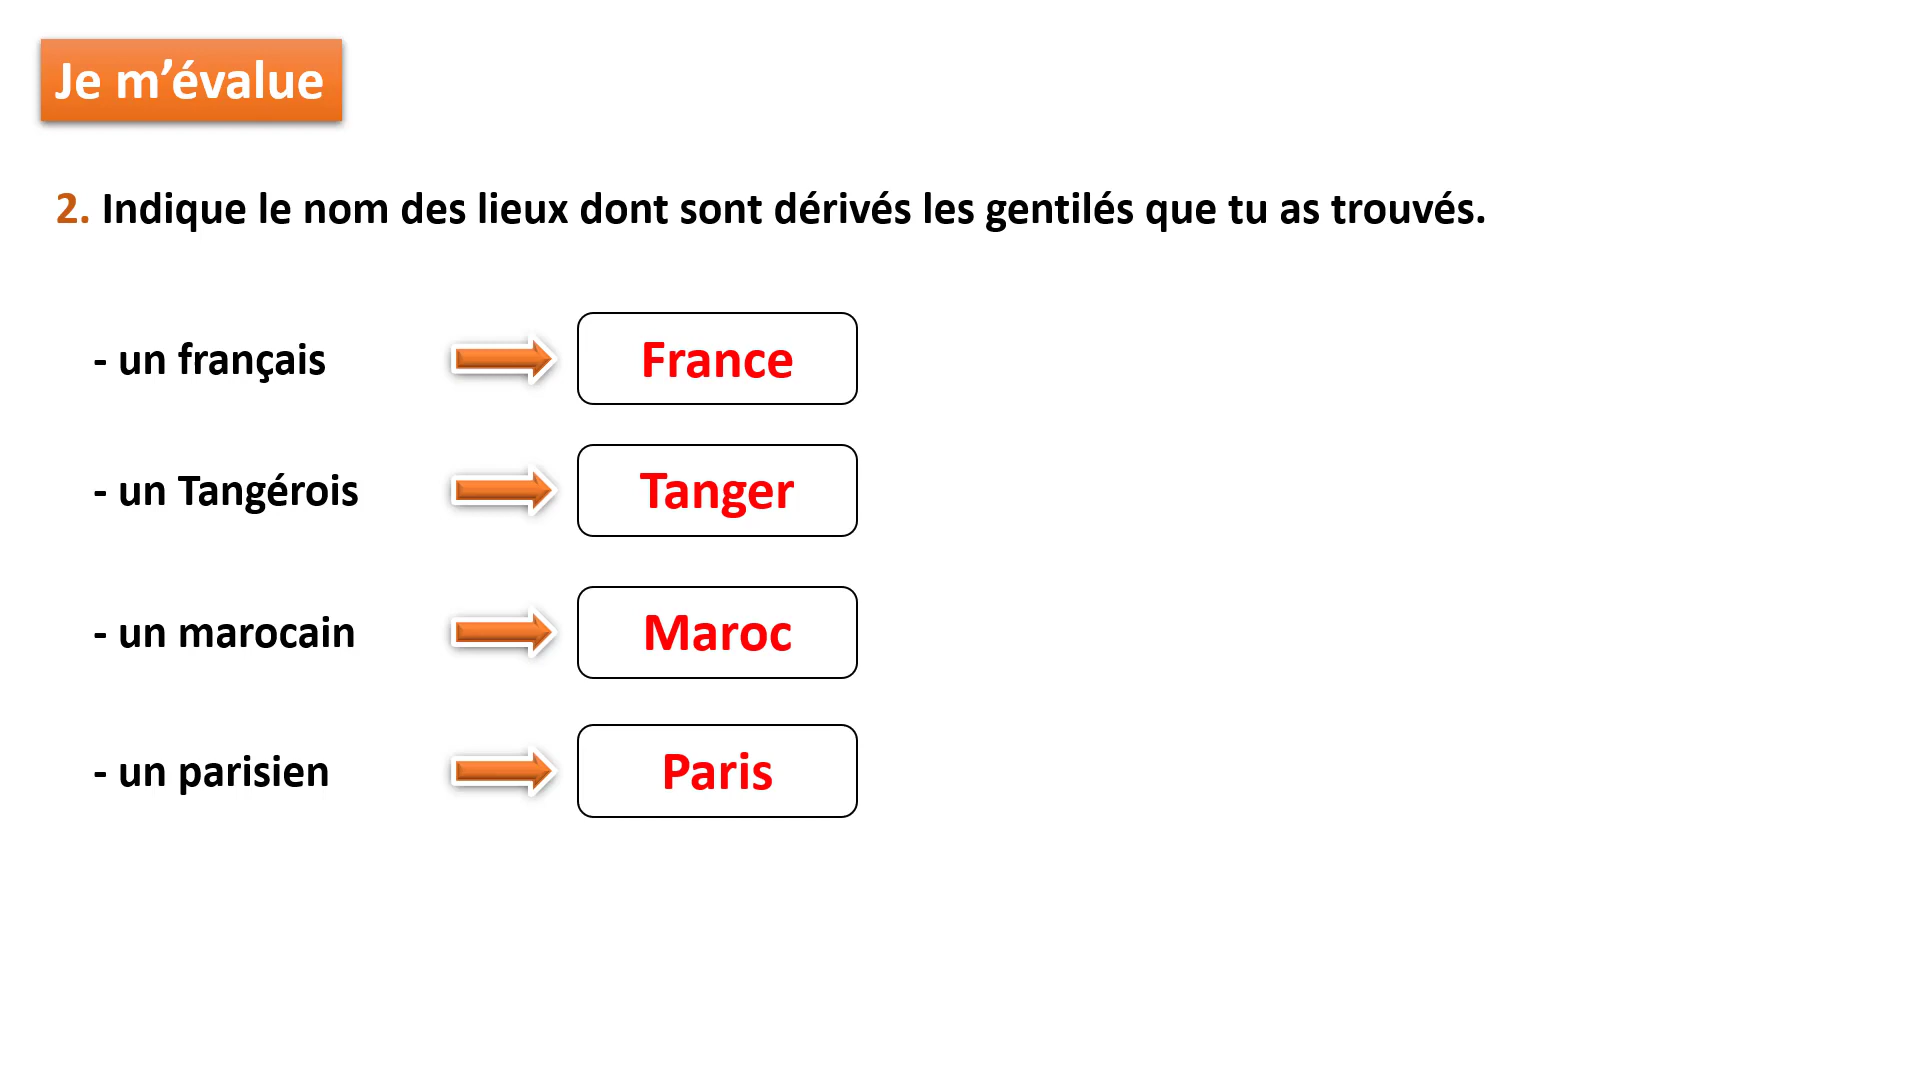 Je m’évalue
2. Indique le nom des lieux dont sont dérivés les gentilés que tu as trouvés.
- un français France
- un Tangérois Tanger
- un marocain Maroc
- un parisien Paris